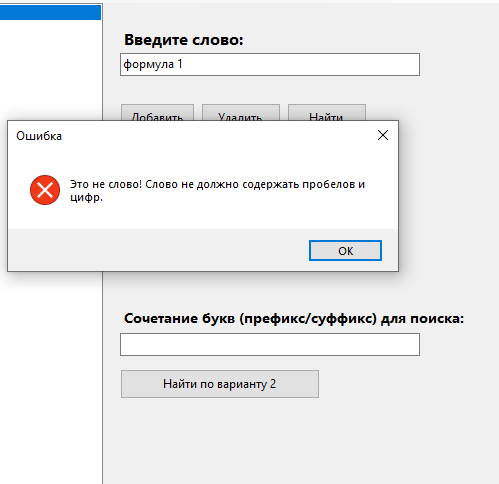 Введите слово:
формула 1
Добавить
Удалить
Найти
Ошибка
Это не слово! Слово не должно содержать пробелов и
цифр.
ОК
Сочетание букв (префикс/суффикс) для поиска:
Найти по варианту 2